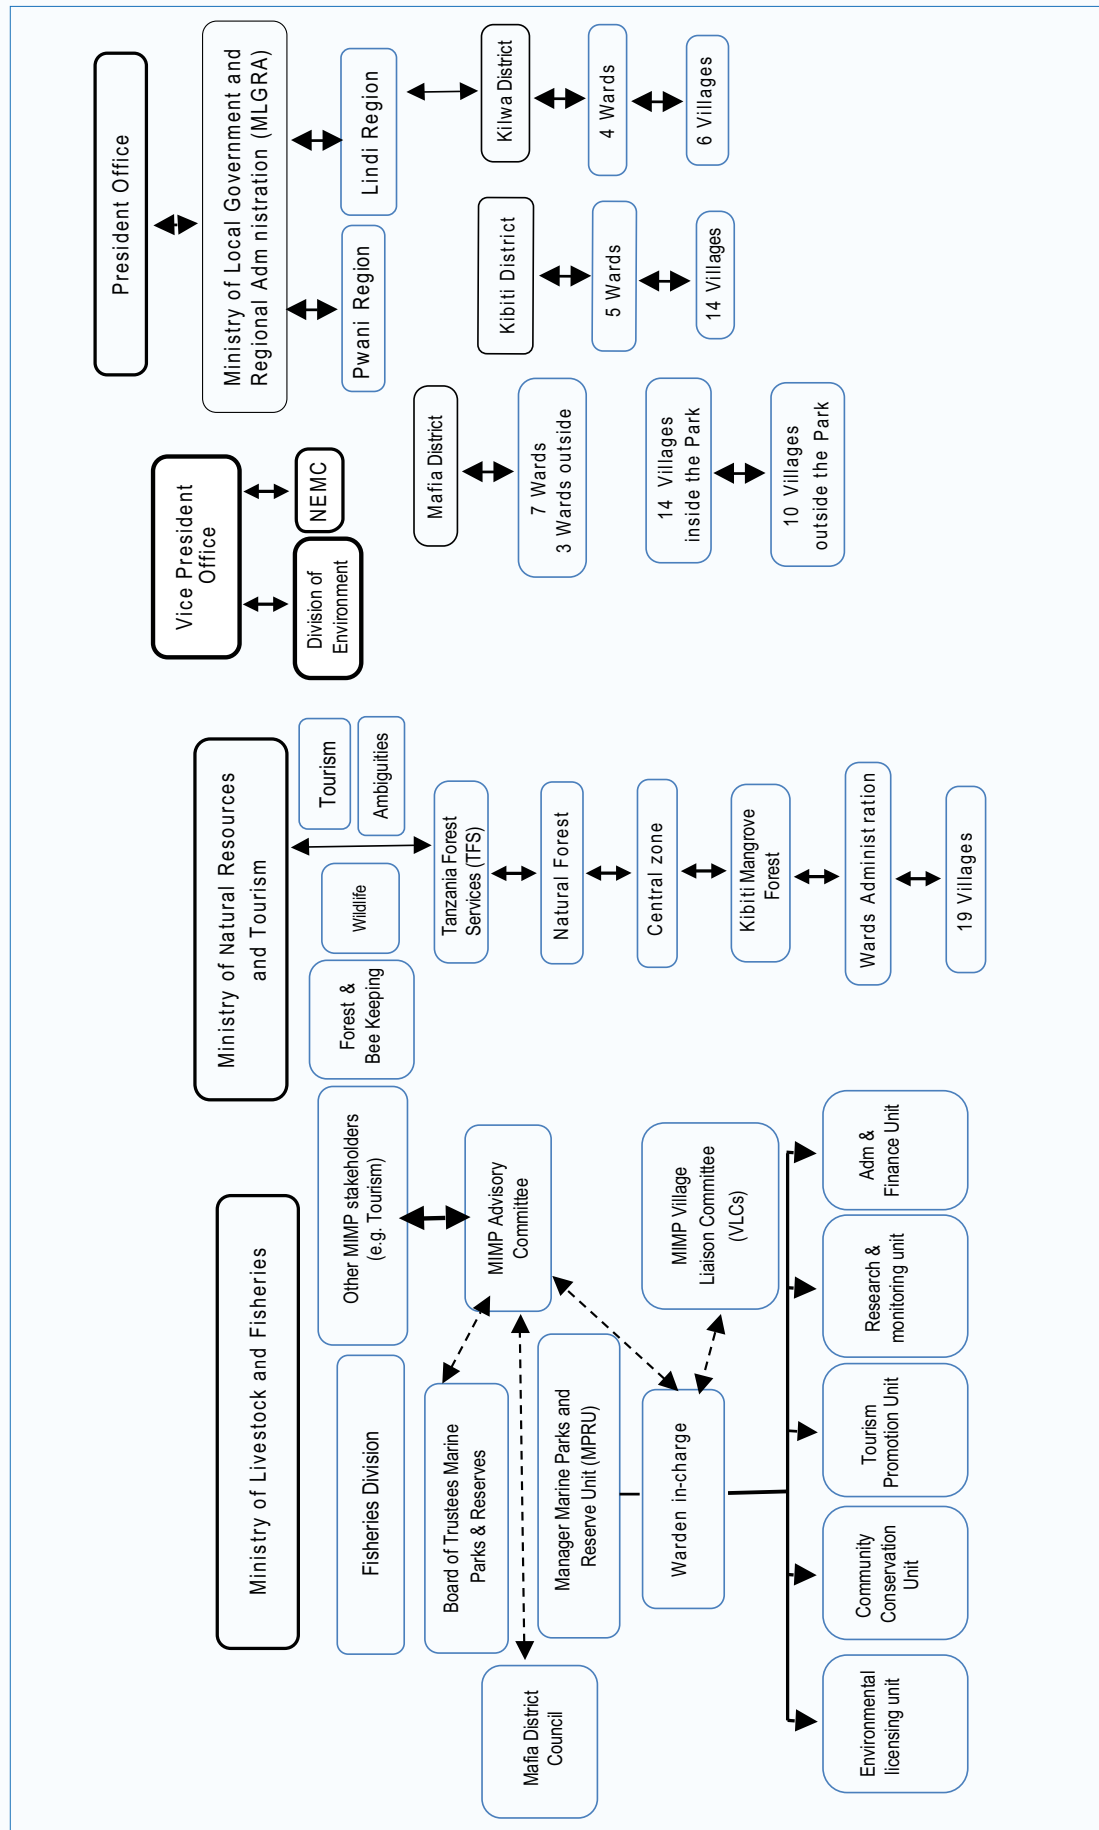 Ministry of Livestock and Fisheries
Ministry of Natural Resources
and Tourism
Vice President
Office
President Office
Fisheries Division
Other MIMP stakeholders
(e.g. Tourism)
Forest &
Bee Keeping
Wildlife
Tourism
Ambiguities
Division of
Environment
NEMC
Ministry of Local Government and
Regional Adm nistration (MLGRA)
Pwani Region
Lindi Region
Board of Trustees Marine
Parks & Reserves
MIMP Advisory
Committee
Tanzania Forest
Services (TFS)
Mafia District
Kibiti District
Kilwa District
Mafia District
Council
Manager Marine Parks and
Reserve Unit (MPRU)
Natural Forest
7 Wards
3 Wards outside
5 Wards
4 Wards
Warden in-charge
MIMP Village
Liaison Committee
(VLCs)
Central zone
14 Villages
inside the Park
14 Villages
6 Villages
Kibiti Mangrove
Forest
10 Villages
outside the Park
Environmental
licensing unit
Community
Conservation
Unit
Tourism
Promotion Unit
Research &
monitoring unit
Adm &
Finance Unit
Wards Administ ration
19 Villages